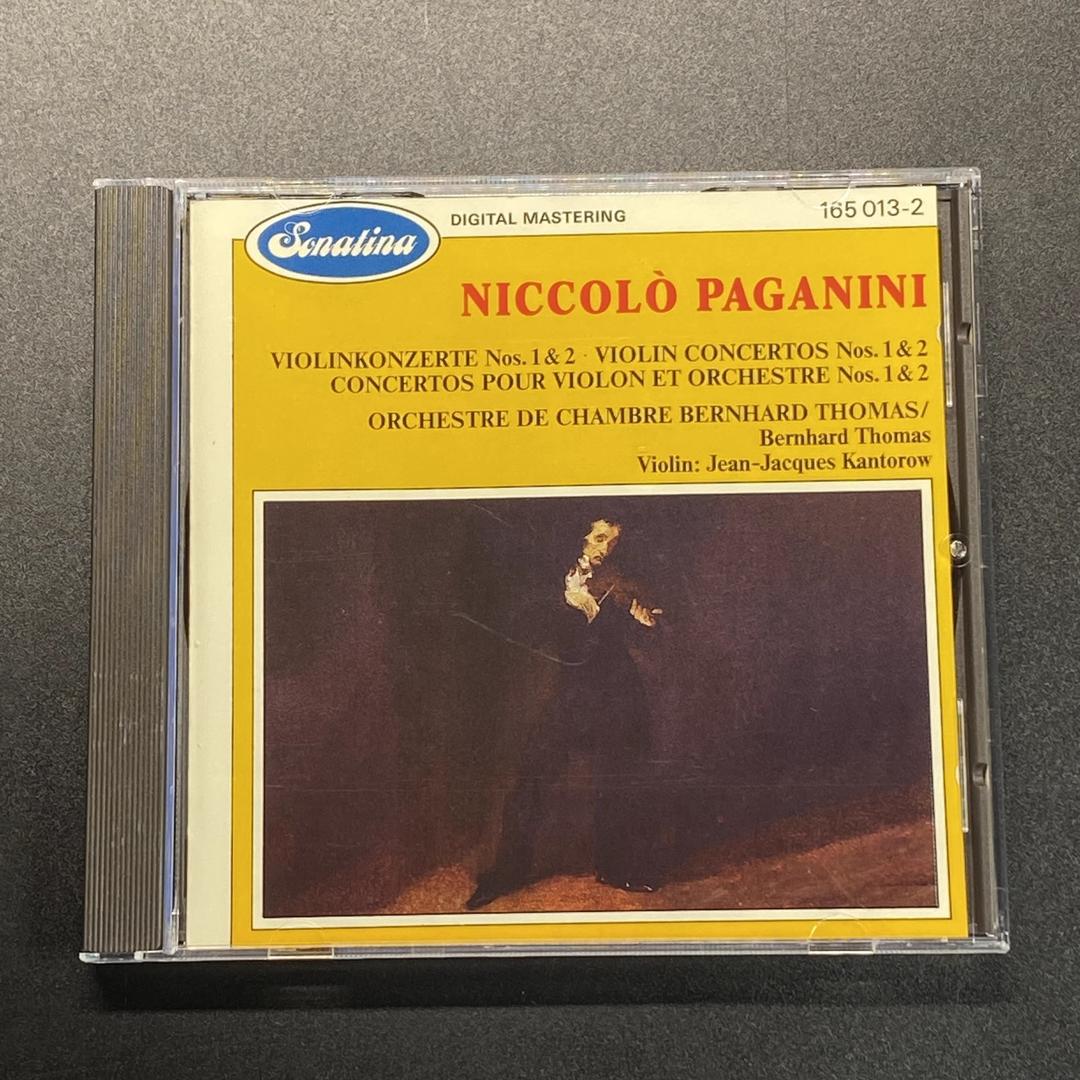 Sonatina
DIGITAL MASTERING
165 013-2
NICCOLÒ PAGANINI
VIOLINKONZERTE Nos. 1 & 2 · VIOLIN CONCERTOS Nos. 1 & 2
CONCERTOS POUR VIOLON ET ORCHESTRE Nos. 1 & 2
ORCHESTRE DE CHAMBRE BERNHARD THOMAS/
Bernhard Thomas
Violin: Jean-Jacques Kantorow